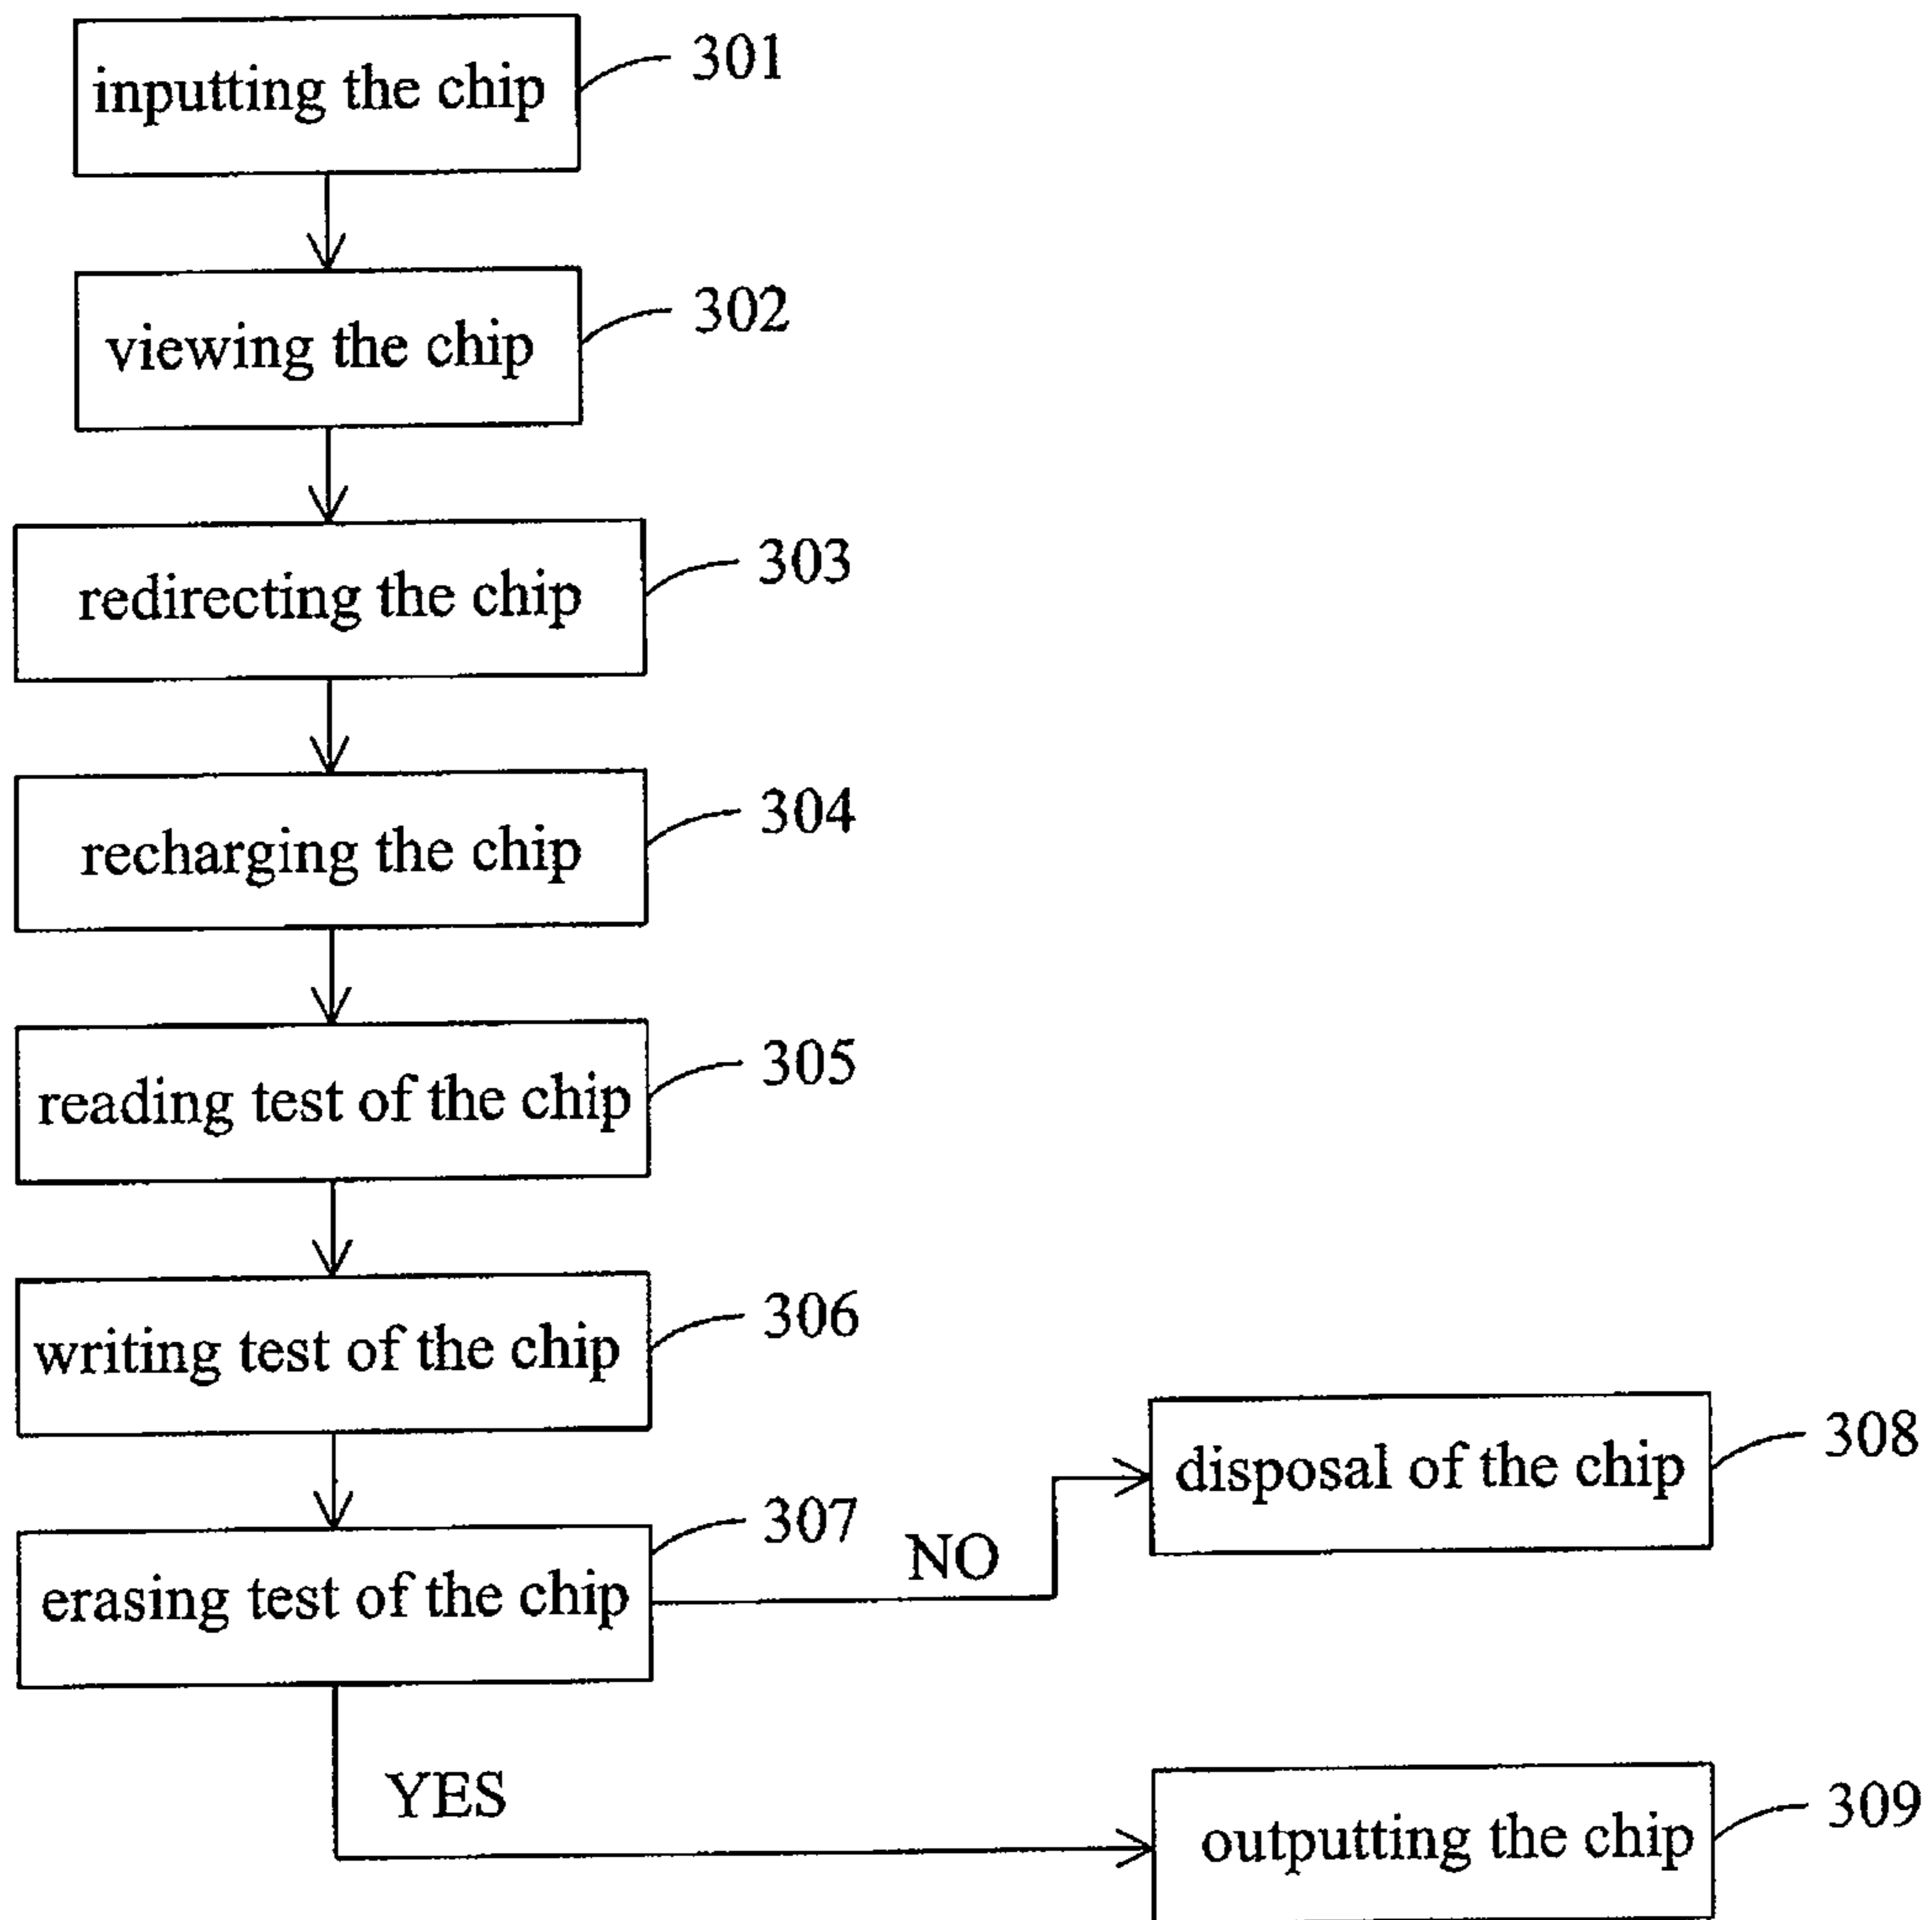 inputting the chip
301
viewing the chip
302
redirecting the chip
303
recharging the chip
304
reading test of the chip
305
writing test of the chip
306
erasing test of the chip
307
NO
disposal of the chip
308
YES
outputting the chip
309